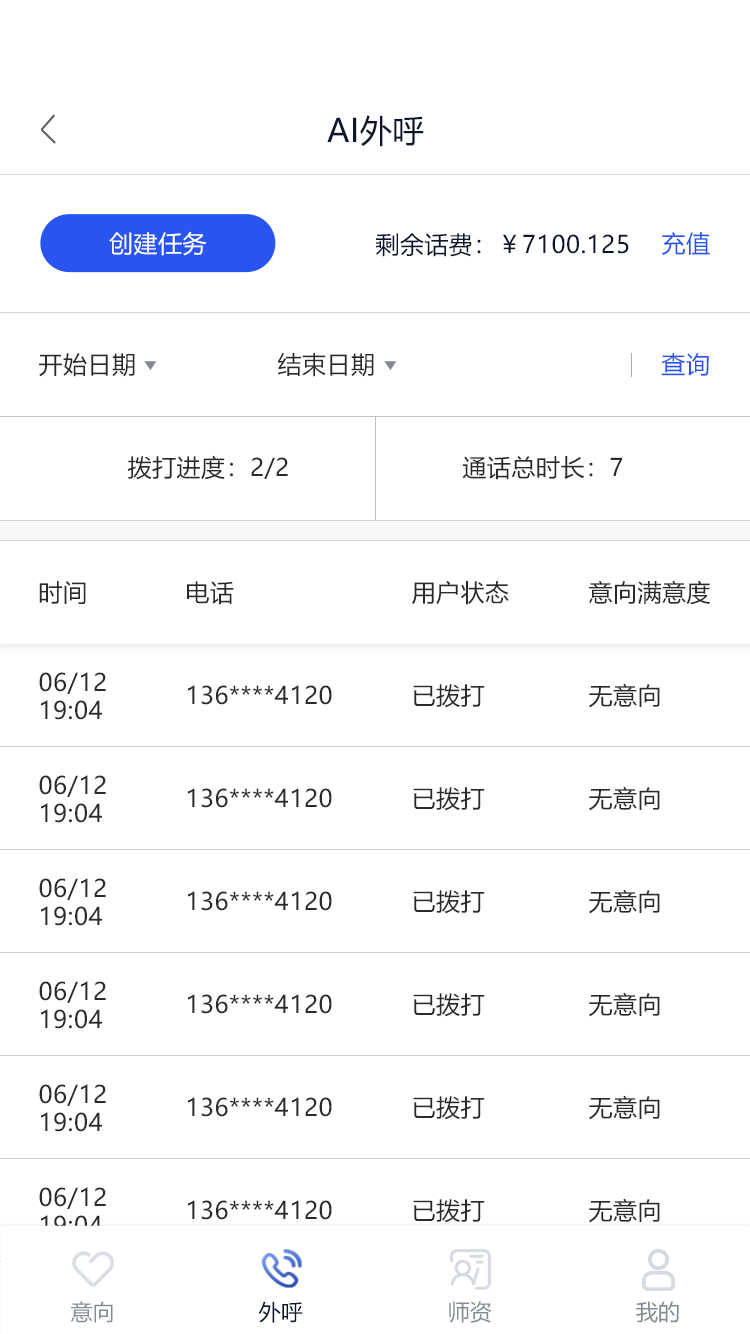 AI外呼
创建任务 剩余话费：￥7100.125 充值
开始日期 结束日期 查询
拨打进度：2/2 通话总时长：7
时间 电话 用户状态 意向满意度
06/12
19:04 136****4120 已拨打 无意向
06/12
19:04 136****4120 已拨打 无意向
06/12
19:04 136****4120 已拨打 无意向
06/12
19:04 136****4120 已拨打 无意向
06/12
19:04 136****4120 已拨打 无意向
06/12
19:04 136****4120 已拨打 无意向
意向 外呼 师资 我的